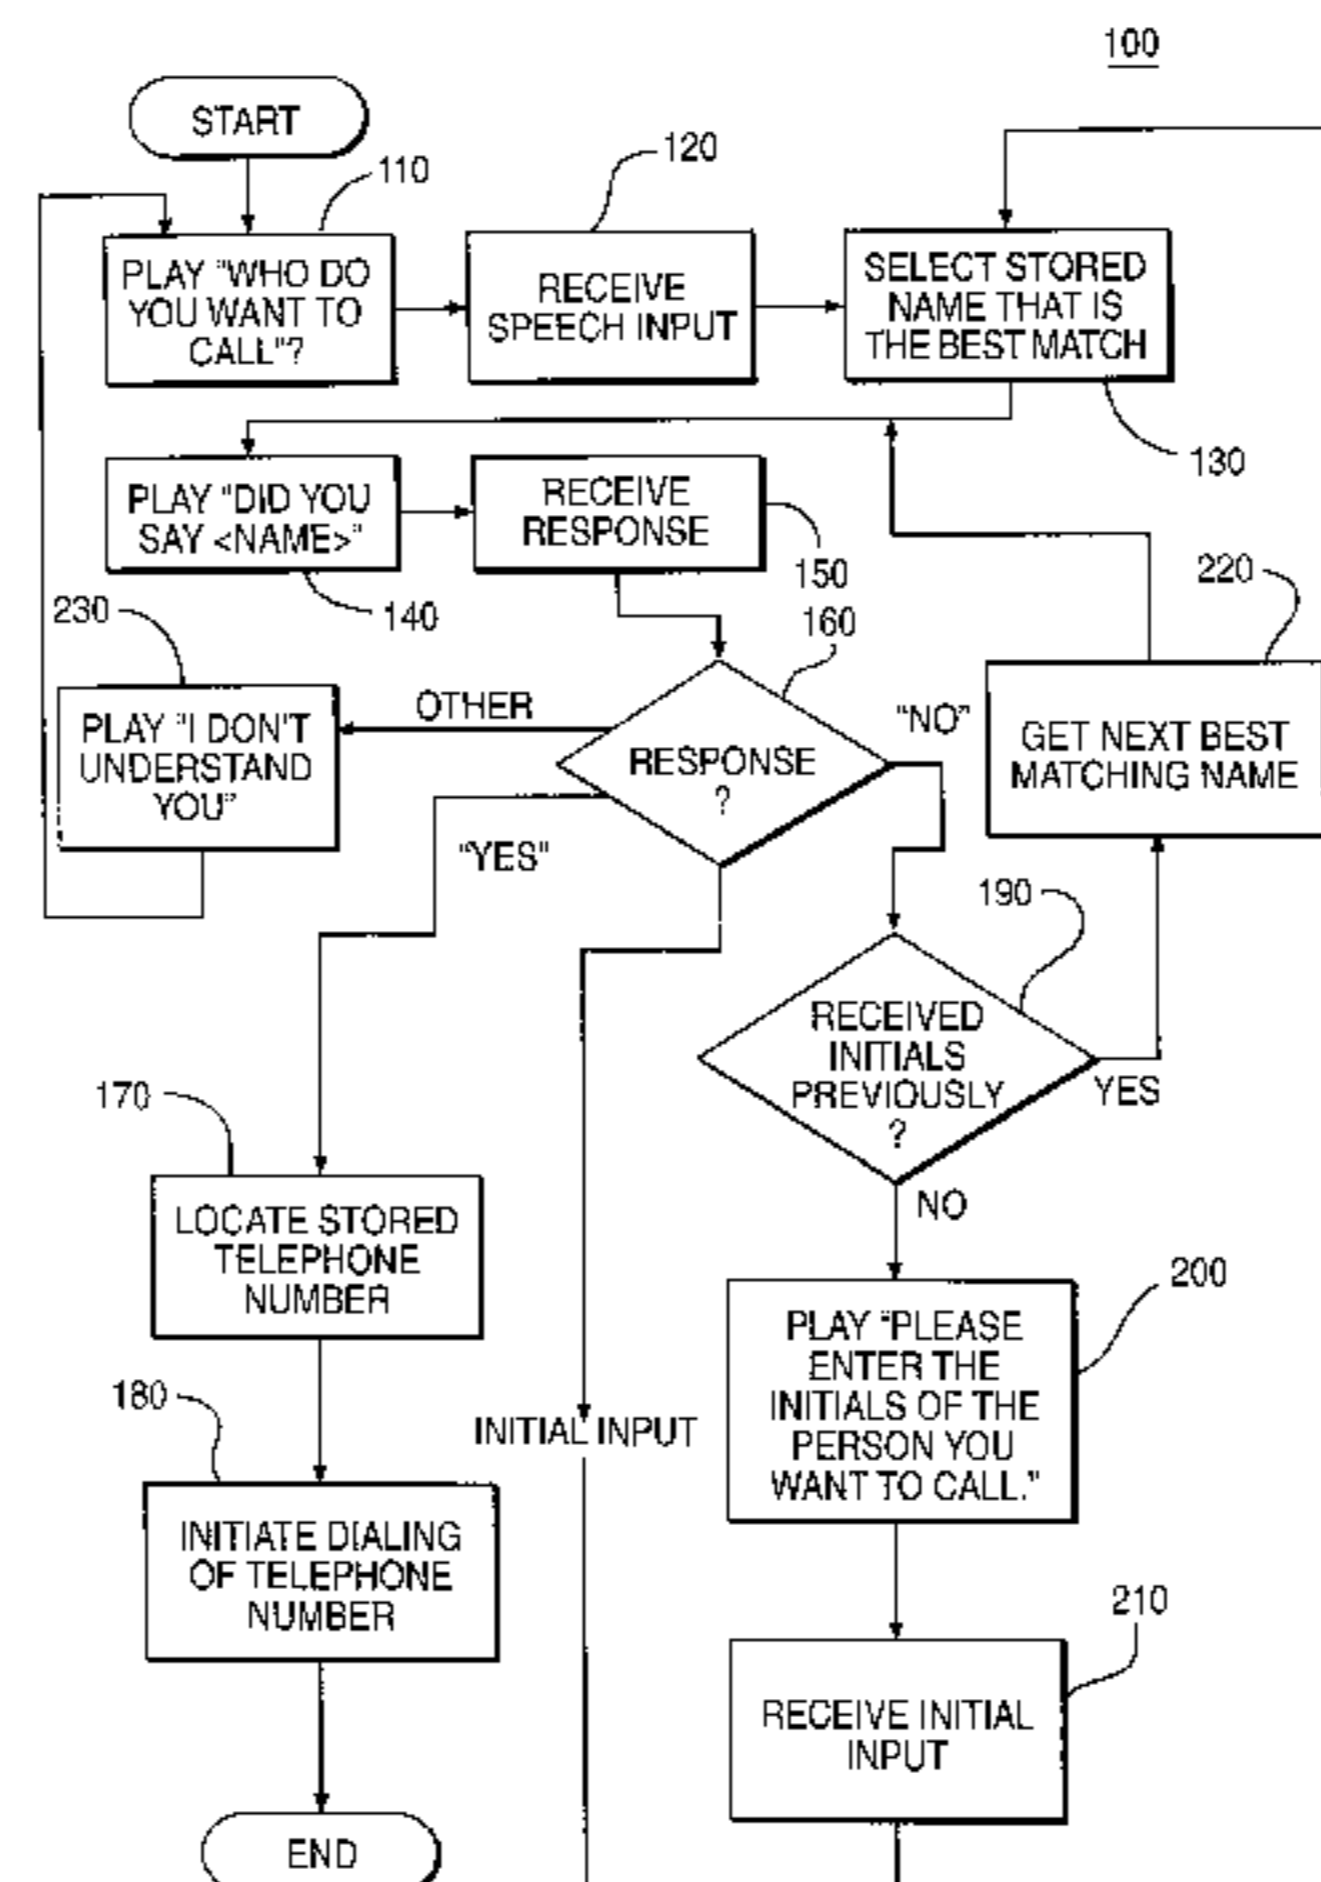 100
START
110
120
PLAY "WHO DO
YOU WANT TO
CALL"?
RECEIVE
SPEECH INPUT
SELECT STORED
NAME THAT IS
THE BEST MATCH
130
PLAY "DID YOU
SAY <NAME>"
140
RECEIVE
RESPONSE
150
160
220
230
PLAY "I DON'T
UNDERSTAND
YOU"
OTHER
RESPONSE
?
"NO"
GET NEXT BEST
MATCHING NAME
"YES"
190
RECEIVED
INITIALS
PREVIOUSLY
?
YES
NO
170
LOCATE STORED
TELEPHONE
NUMBER
200
PLAY "PLEASE
ENTER THE
INITIALS OF THE
PERSON YOU
WANT TO CALL."
180
INITIAL INPUT
INITIATE DIALING
OF TELEPHONE
NUMBER
210
RECEIVE INITIAL
INPUT
END